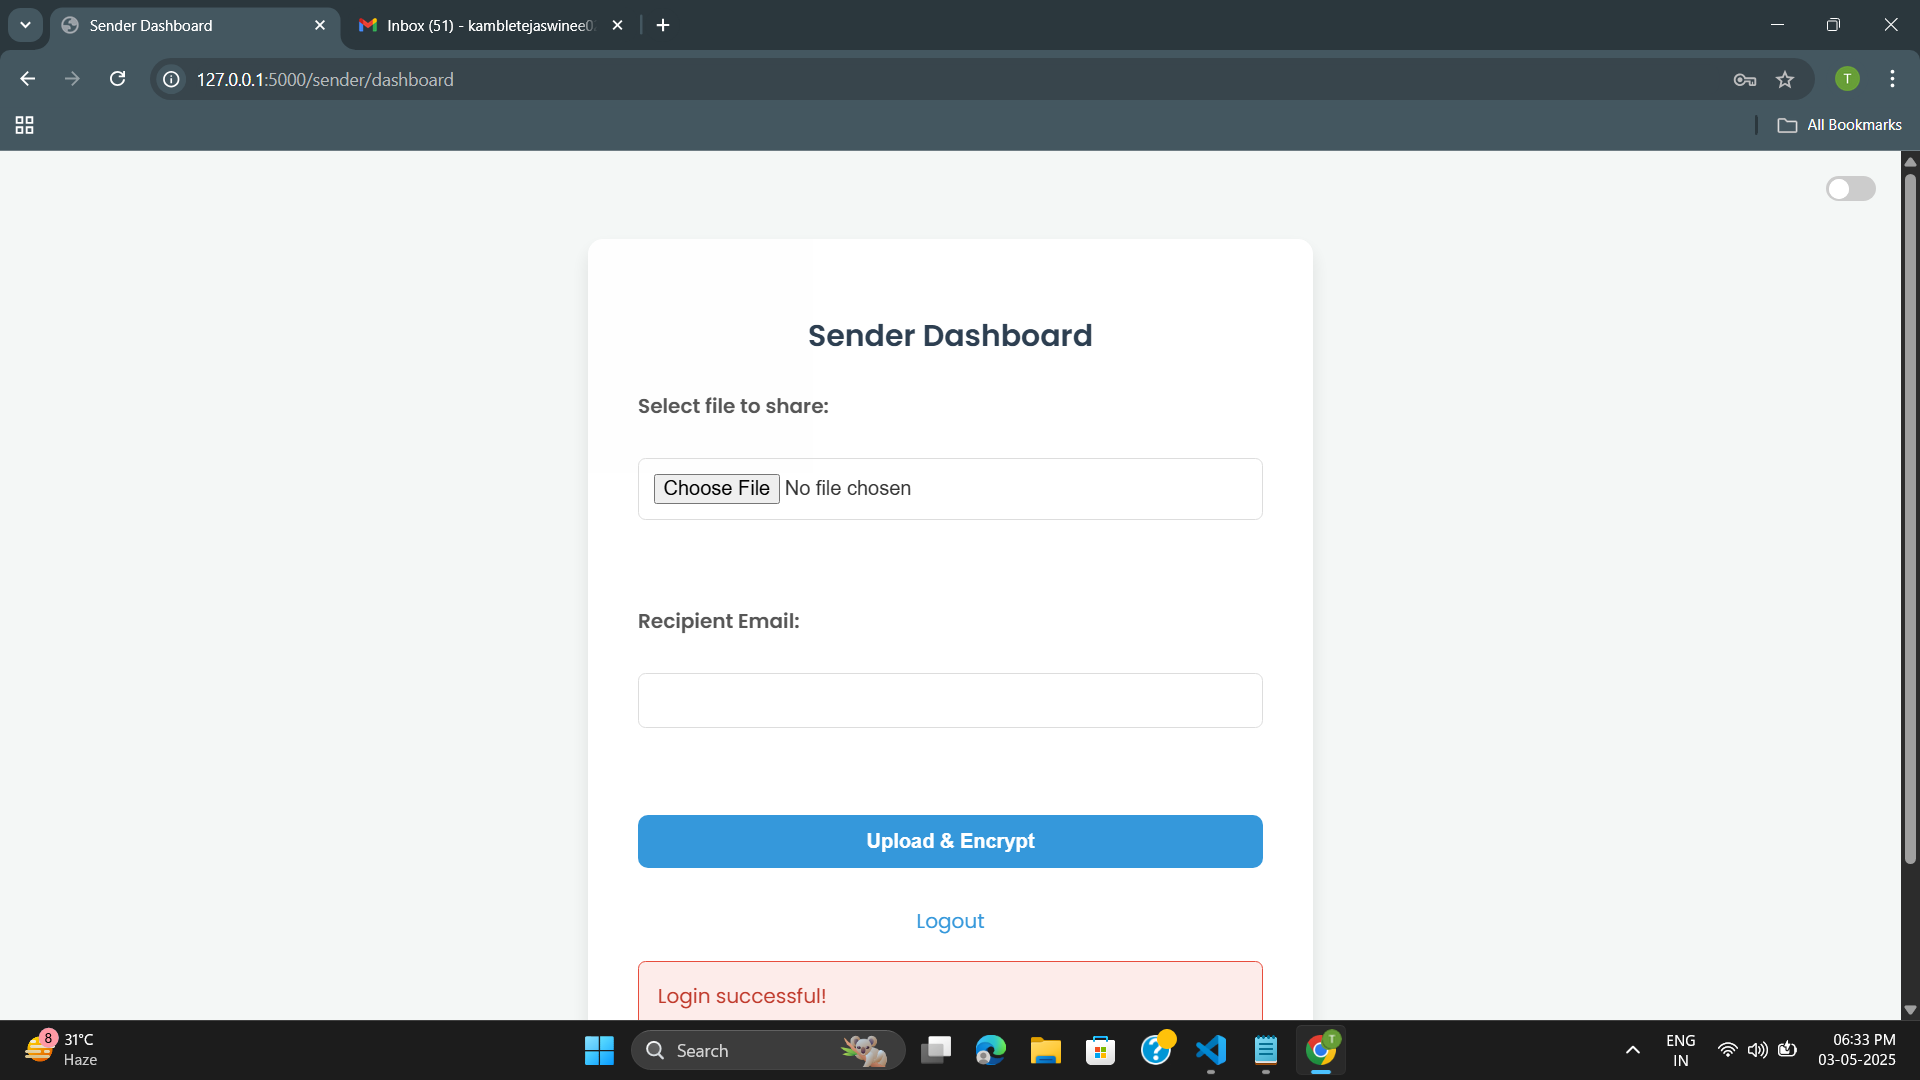 Sender Dashboard
Inbox (51) - kambletejaswinee0
127.0.0.1:5000/sender/dashboard
T
All Bookmarks
Sender Dashboard
Select file to share:
Choose File No file chosen
Recipient Email:
Upload & Encrypt
Logout
Login successful!
8
31°C
Haze
Search
T
ENG
IN
06:33 PM
03-05-2025